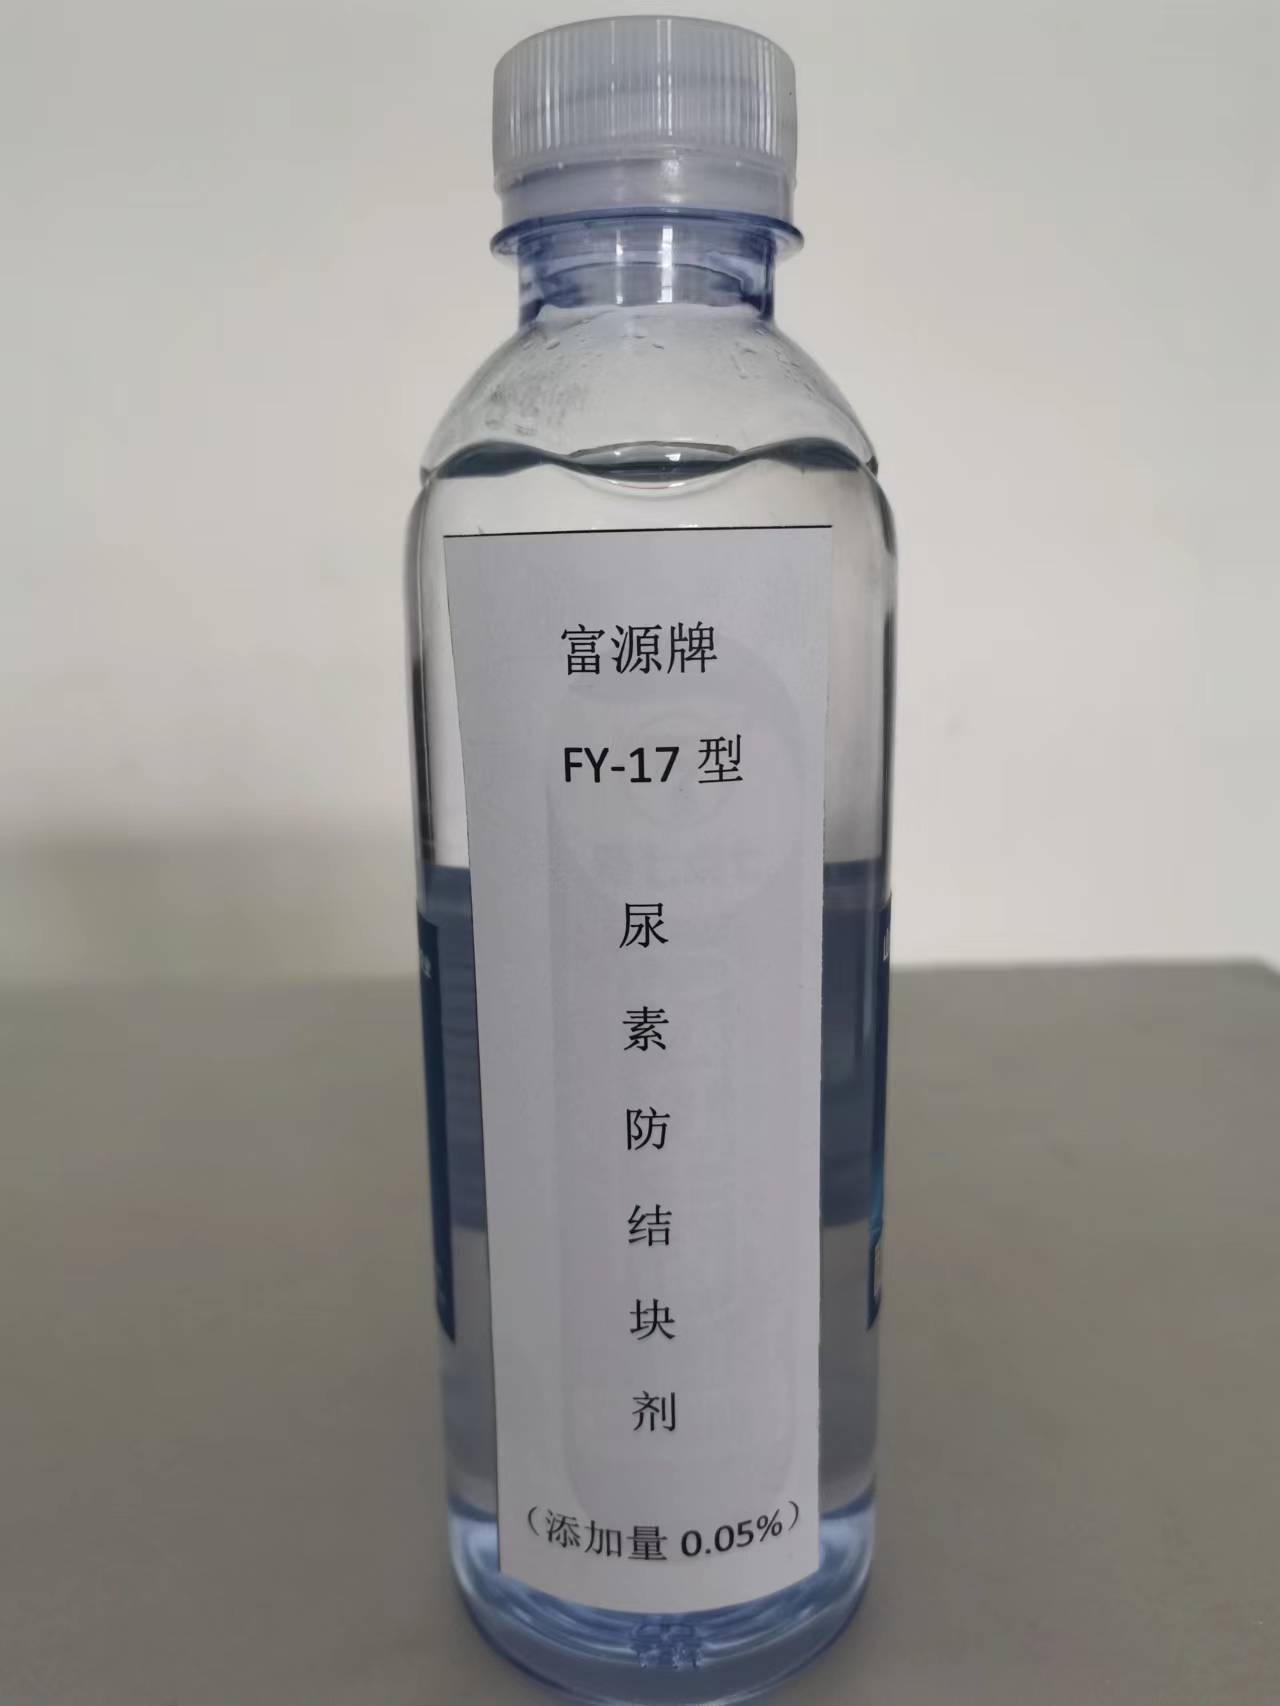 富源牌
FY-17 型
尿
素
防
结
块
剂
（添加量 0.05%）